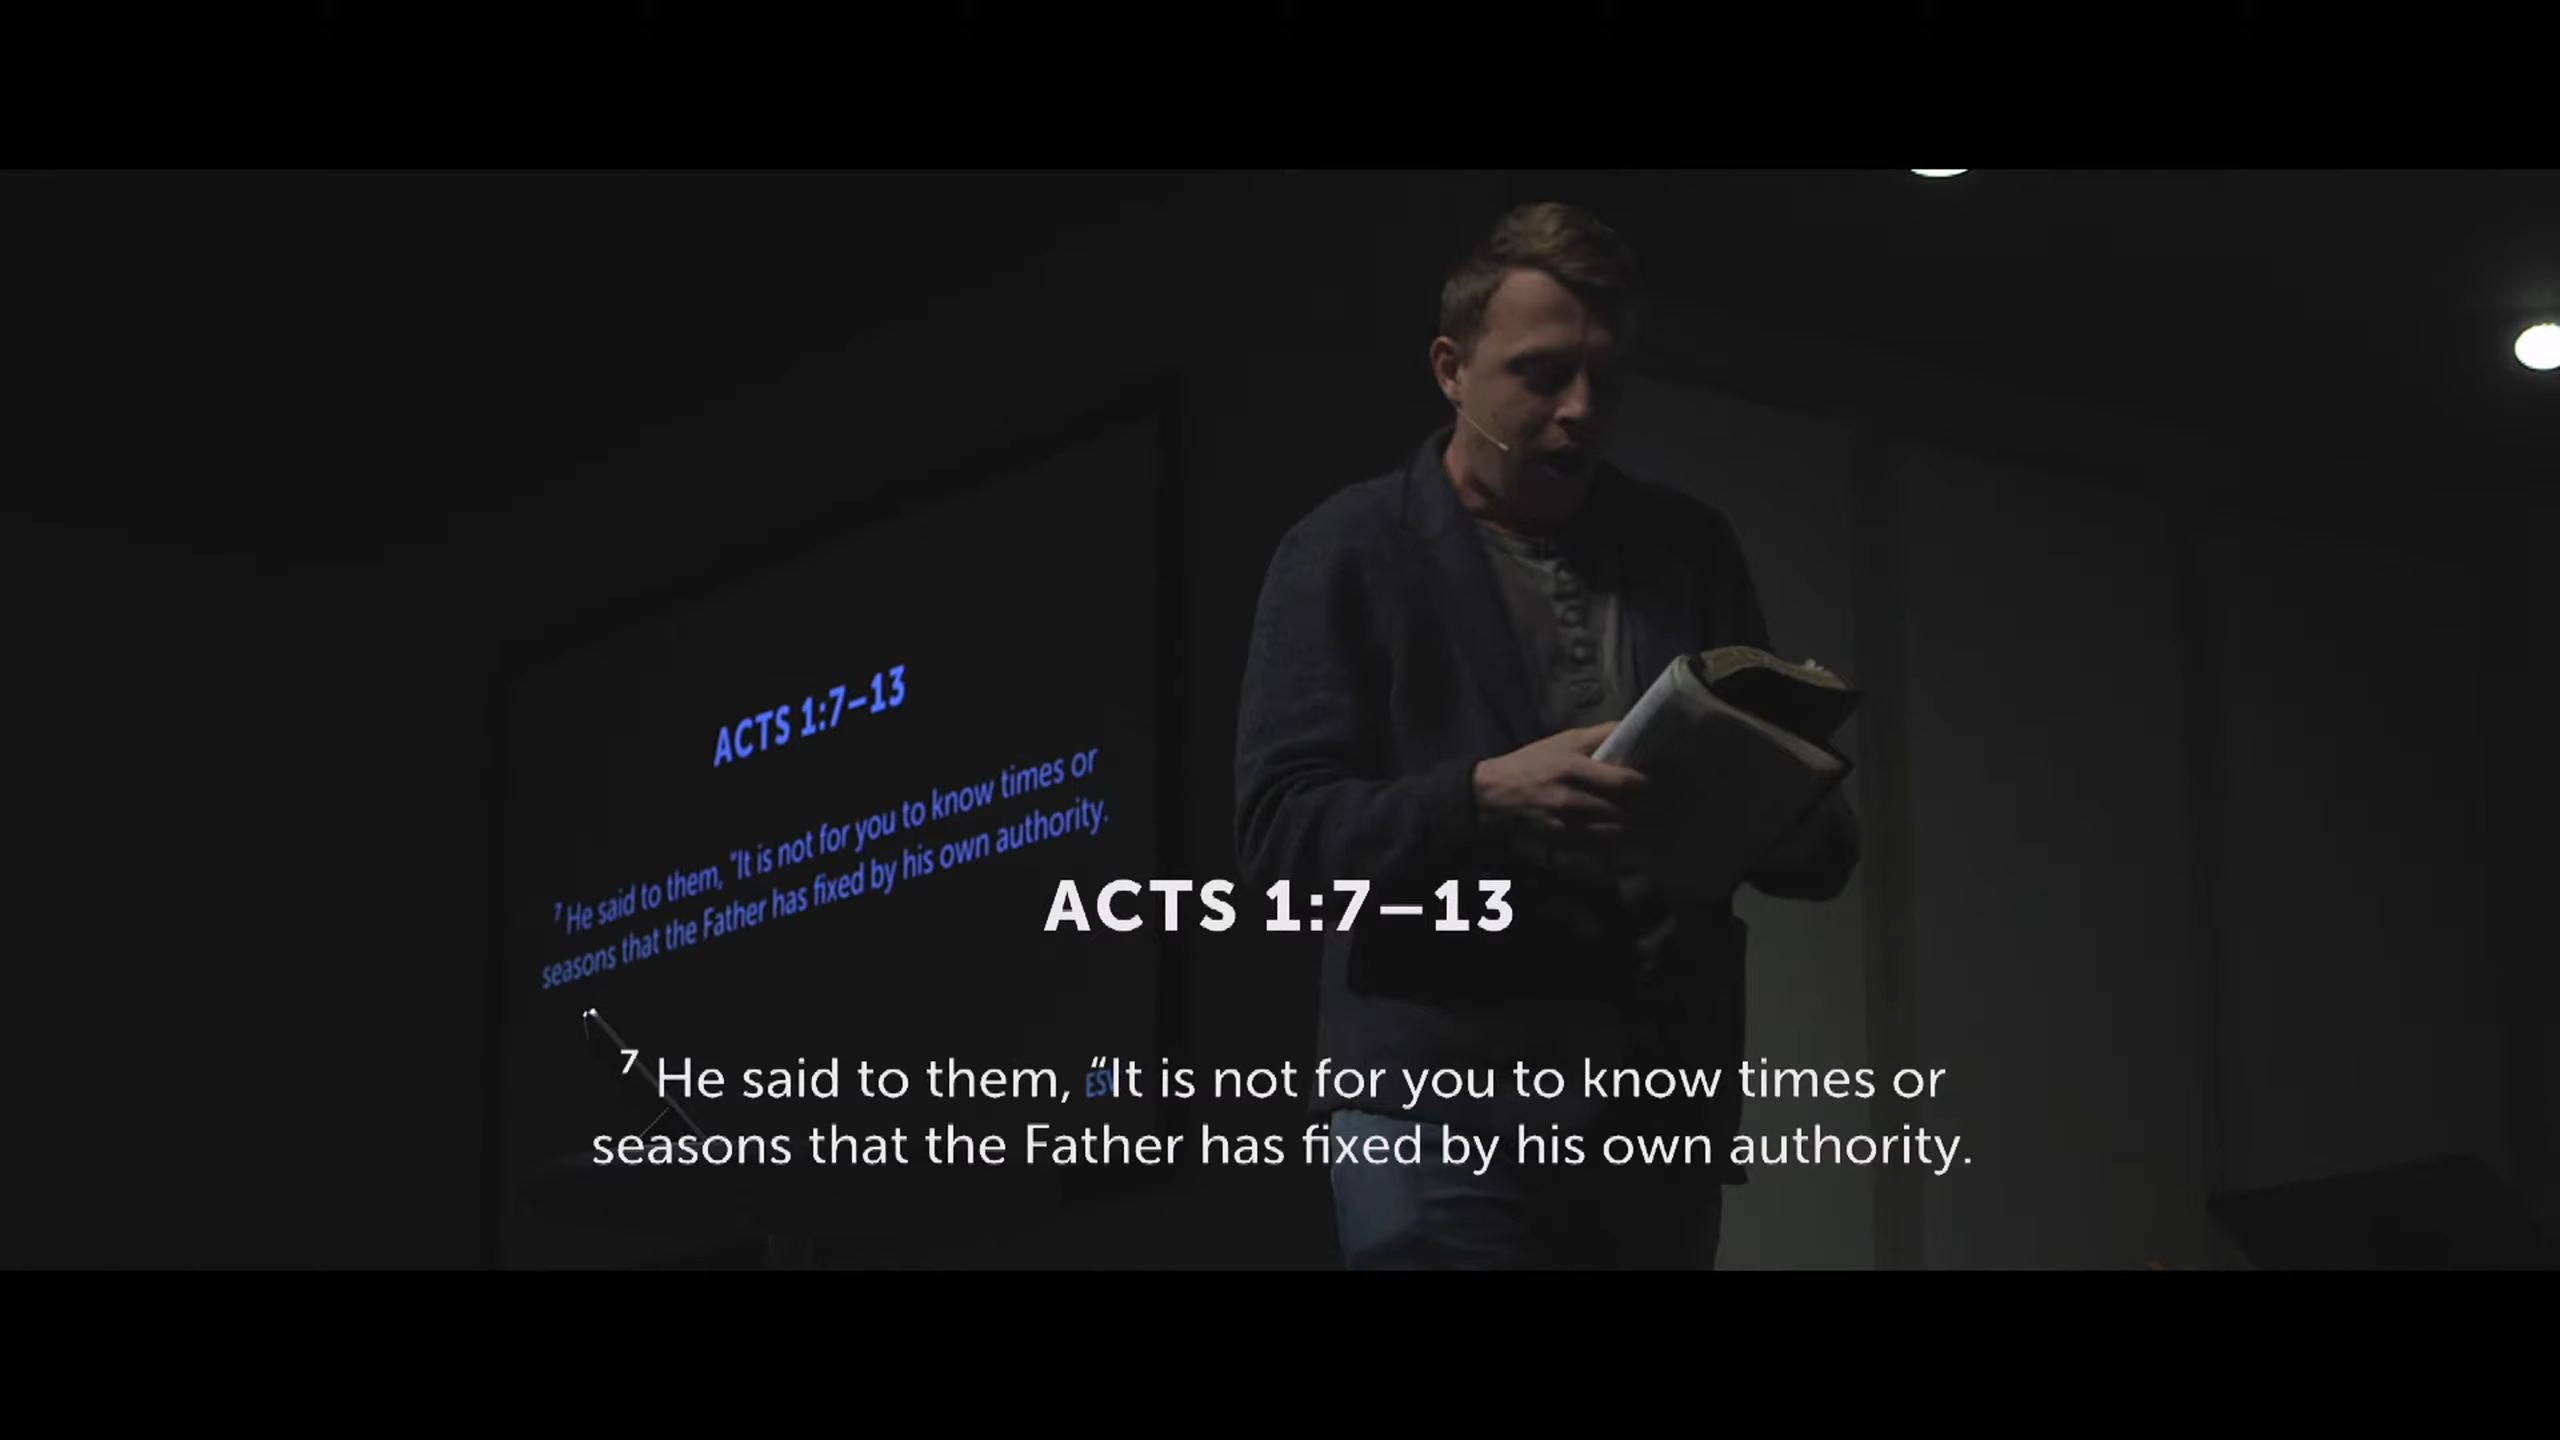 ACTS 1:7–13
⁷ He said to them, “It is not for you to know times or
seasons that the Father has fixed by his own authority.
ESV
ACTS 1:7–13
⁷ He said to them, “It is not for you to know times or
seasons that the Father has fixed by his own authority.